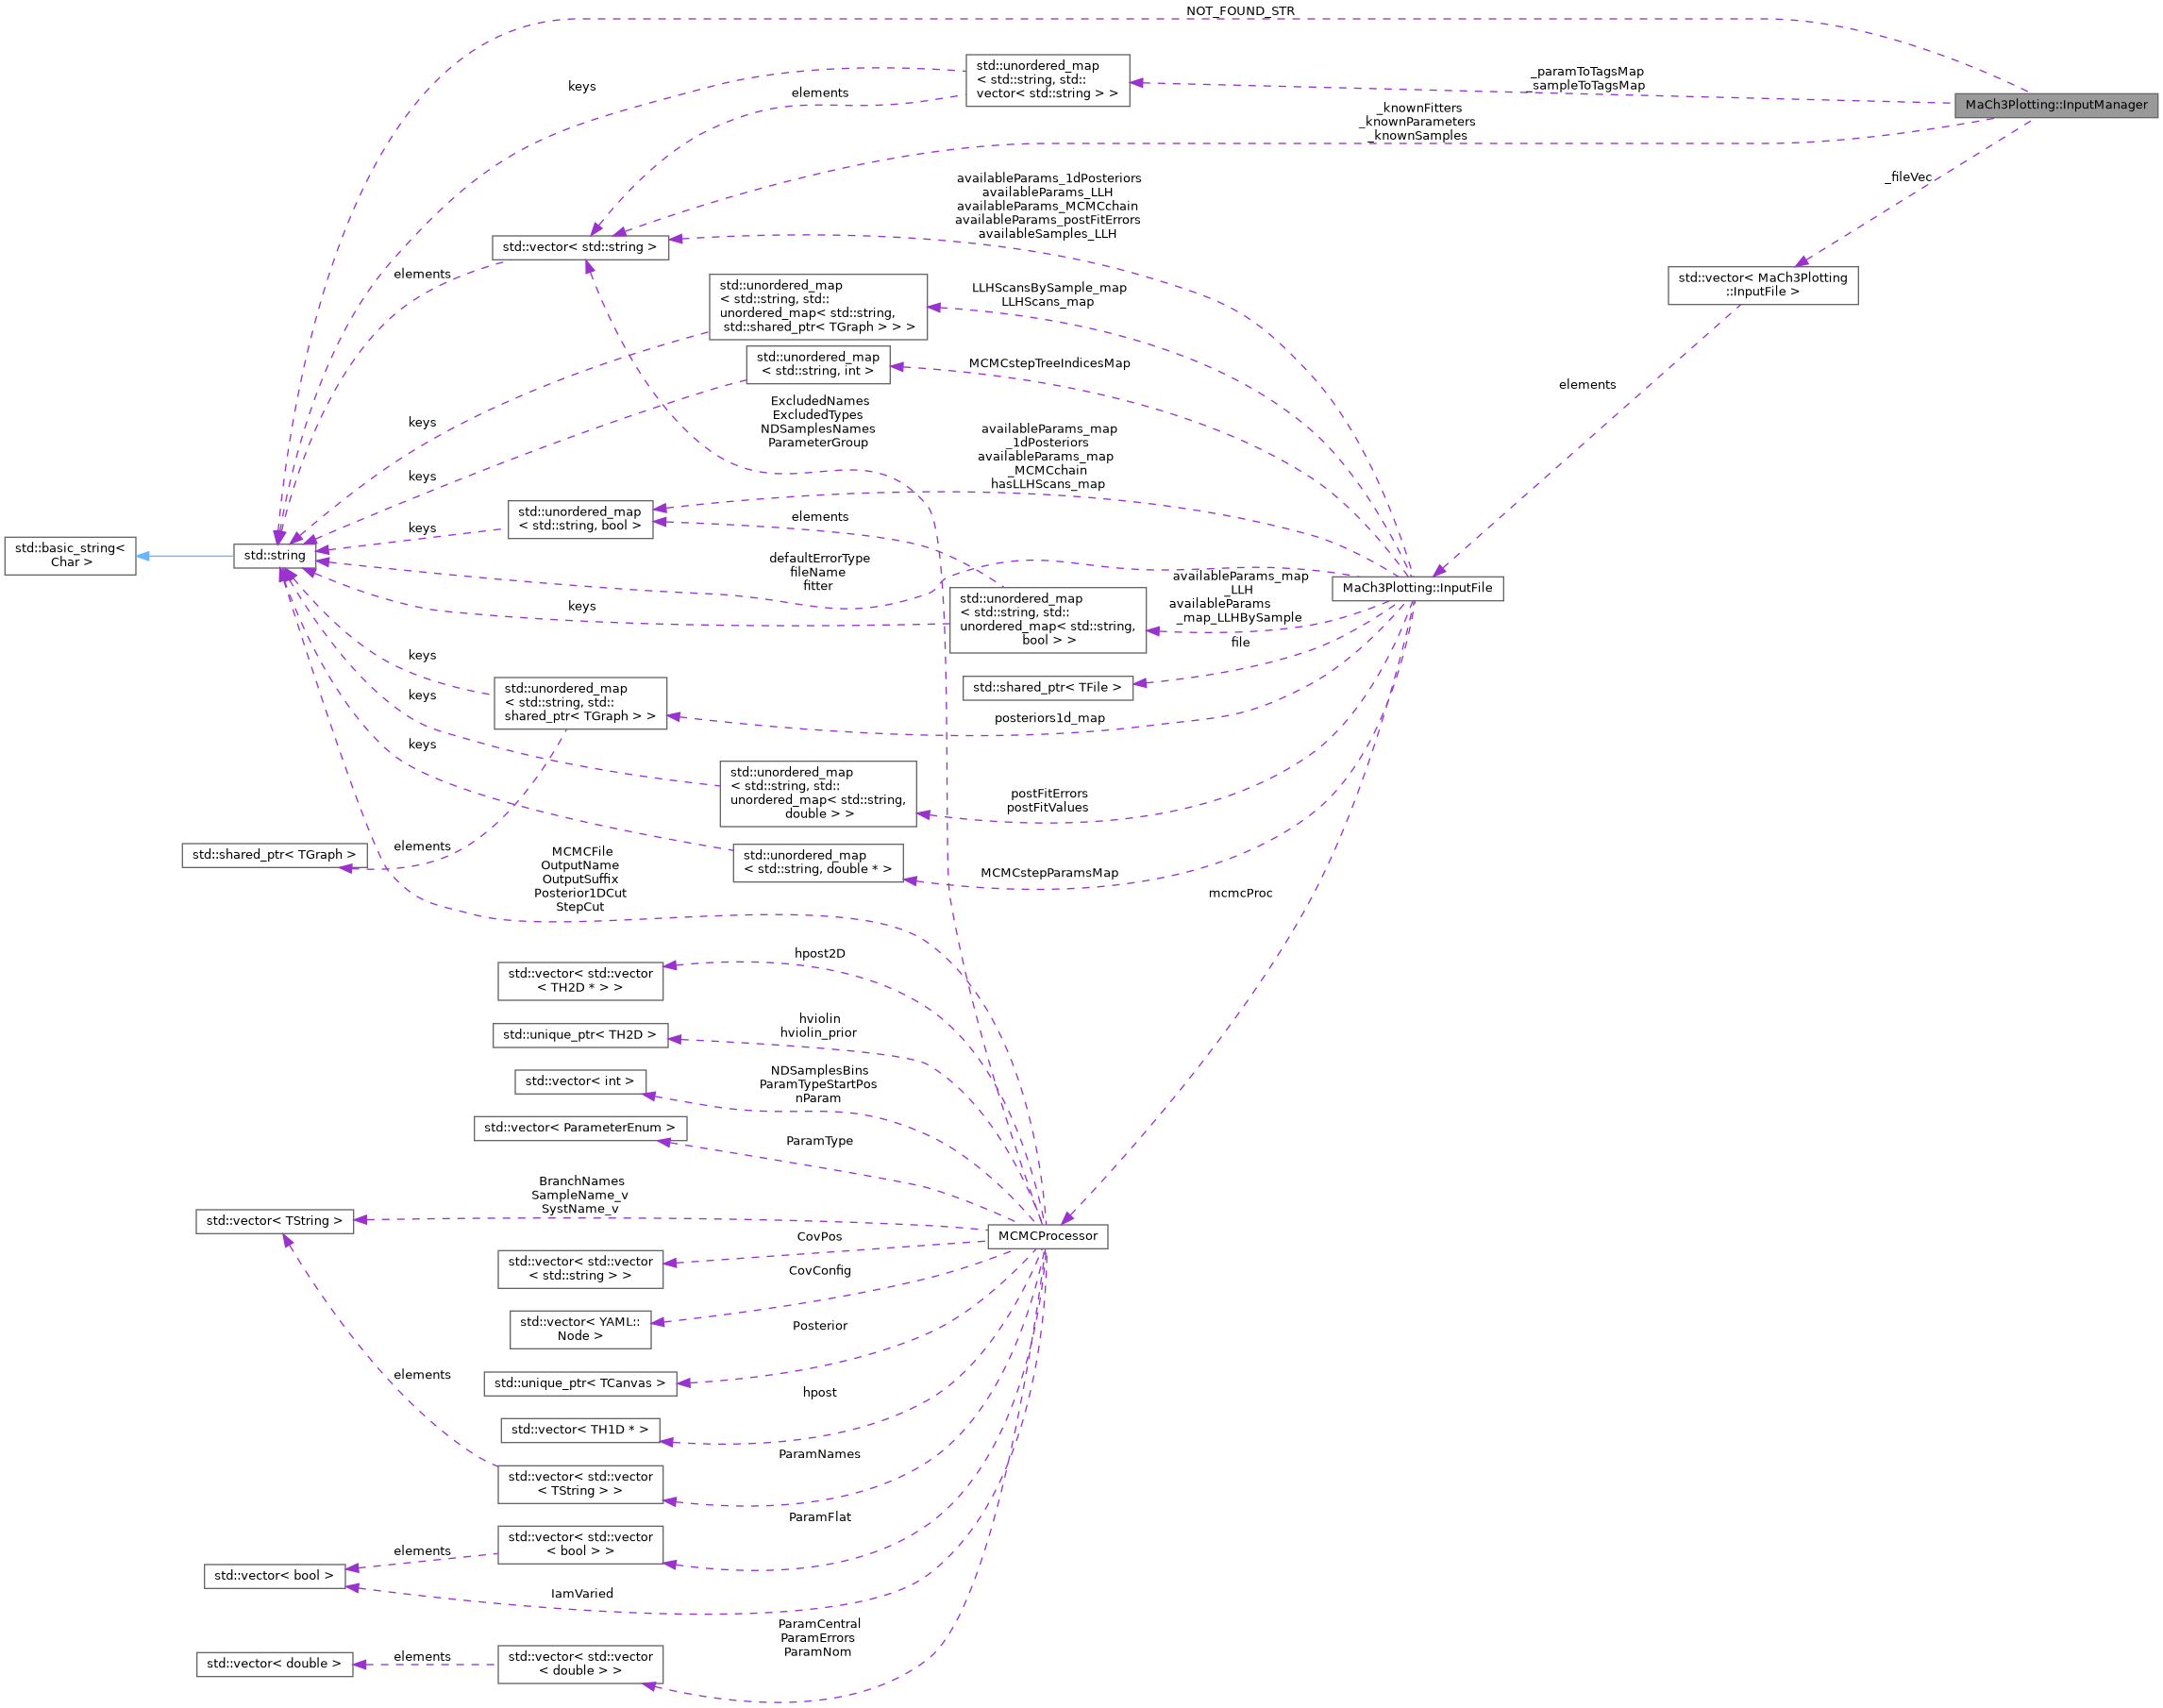 NOT_FOUND_STR
std::unordered_map
< std::string, std::
vector< std::string > >
_paramToTagsMap
_sampleToTagsMap
keys
elements
MaCh3Plotting::InputManager
_knownFitters
_knownParameters
_knownSamples
_fileVec
availableParams_1dPosteriors
availableParams_LLH
availableParams_MCMCchain
availableParams_postFitErrors
availableSamples_LLH
std::vector< std::string >
elements
std::vector< MaCh3Plotting
::InputFile >
std::unordered_map
< std::string, std::
unordered_map< std::string,
std::shared_ptr< TGraph > > >
LLHScansBySample_map
LLHScans_map
std::unordered_map
< std::string, int >
MCMCstepTreeIndicesMap
elements
keys
ExcludedNames
ExcludedTypes
NDSamplesNames
ParameterGroup
availableParams_map
_1dPosteriors
availableParams_map
_MCMCchain
hasLLHScans_map
keys
std::unordered_map
< std::string, bool >
elements
keys
std::basic_string<
Char >
std::string
defaultErrorType
fileName
fitter
availableParams_map
_LLH
availableParams
_map_LLHBySample
MaCh3Plotting::InputFile
keys
std::unordered_map
< std::string, std::
unordered_map< std::string,
bool > >
file
keys
std::unordered_map
< std::string, std::
shared_ptr< TGraph > >
std::shared_ptr< TFile >
keys
posteriors1d_map
keys
std::unordered_map
< std::string, std::
unordered_map< std::string,
double > >
postFitErrors
postFitValues
std::shared_ptr< TGraph >
elements
std::unordered_map
< std::string, double * >
MCMCstepParamsMap
MCMCFile
OutputName
OutputSuffix
Posterior1DCut
StepCut
mcmcProc
hpost2D
std::vector< std::vector
< TH2D * > >
hviolin
hviolin_prior
std::unique_ptr< TH2D >
NDSamplesBins
ParamTypeStartPos
nParam
std::vector< int >
std::vector< ParameterEnum >
ParamType
BranchNames
SampleName_v
SystName_v
std::vector< TString >
MCMCProcessor
CovPos
std::vector< std::vector
< std::string > >
CovConfig
std::vector< YAML::
Node >
Posterior
std::unique_ptr< TCanvas >
elements
hpost
std::vector< TH1D * >
ParamNames
std::vector< std::vector
< TString > >
ParamFlat
std::vector< std::vector
< bool > >
elements
std::vector< bool >
IamVaried
ParamCentral
ParamErrors
ParamNom
std::vector< double >
elements
std::vector< std::vector
< double > >